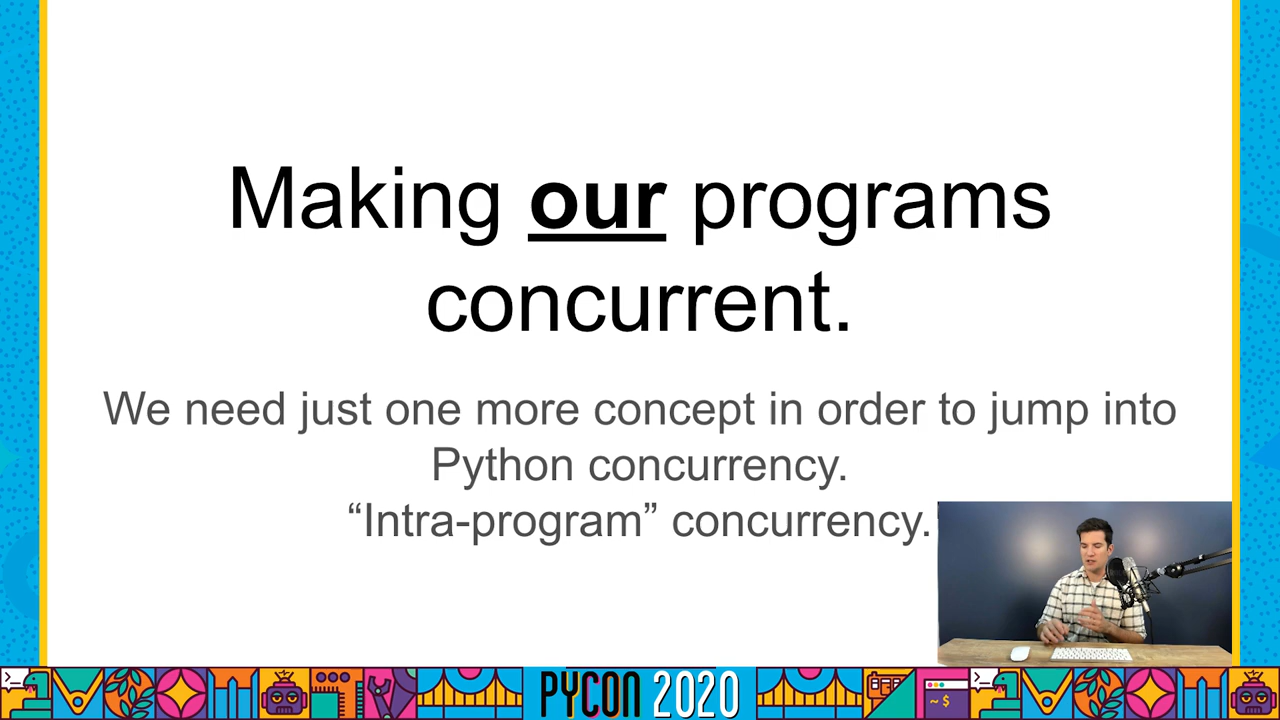 Making our programs
concurrent.
We need just one more concept in order to jump into
Python concurrency.
“Intra-program” concurrency.
PYCON 2020
~$